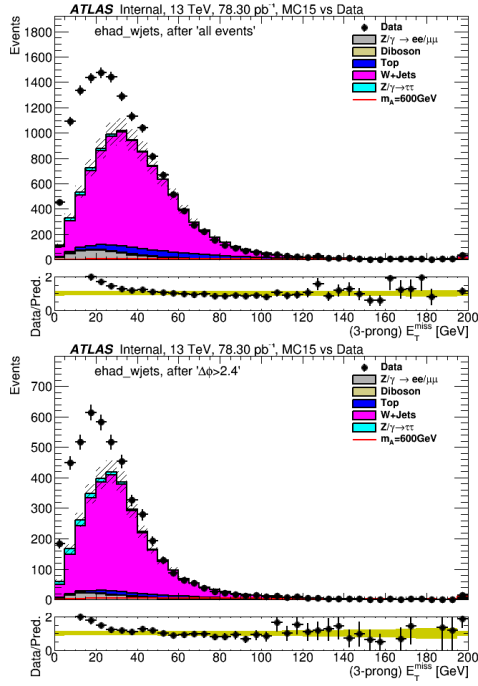 ATLAS Internal, 13 TeV, 78.30 pb⁻¹, MC15 vs Data
Events
ehad_wjets, after 'all events'
Data
Z/γ → ee/μμ
Diboson
Top
W+Jets
Z/γ→ττ
m_A=600GeV
1800
1600
1400
1200
1000
800
600
400
200
0
Data/Pred.
2
1
0
0 20 40 60 80 100 120 140 160 180 200
(3-prong) E_T^miss [GeV]
ATLAS Internal, 13 TeV, 78.30 pb⁻¹, MC15 vs Data
Events
ehad_wjets, after 'Δϕ>2.4'
Data
Z/γ → ee/μμ
Diboson
Top
W+Jets
Z/γ→ττ
m_A=600GeV
700
600
500
400
300
200
100
0
Data/Pred.
2
1
0
0 20 40 60 80 100 120 140 160 180 200
(3-prong) E_T^miss [GeV]